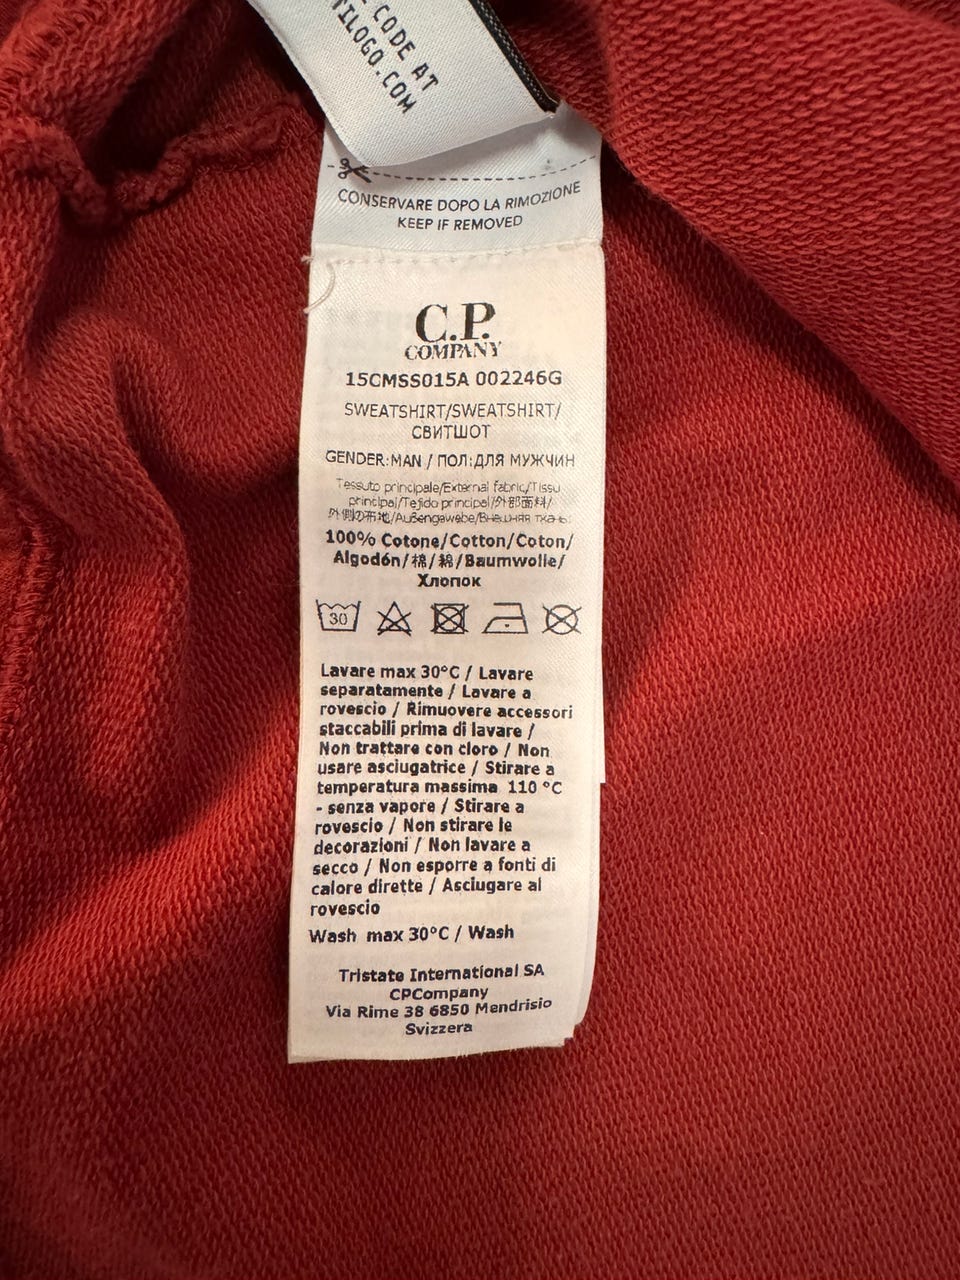 CODE AT
TILOGO.COM
CONSERVARE DOPO LA RIMOZIONE
KEEP IF REMOVED
C.P.
COMPANY
15CMSS015A 002246G
SWEATSHIRT/SWEATSHIRT/
СВИТШОТ
GENDER:MAN / ПОЛ:ДЛЯ МУЖЧИН
Tessuto principale/External fabric/Tissu
principal/Tejido principal/外部面料/
外側の布地/Außengewebe/Внешняя ткань:
100% Cotone/Cotton/Coton/
Algodón/棉/綿/Baumwolle/
Хлопок
30
Lavare max 30°C / Lavare
separatamente / Lavare a
rovescio / Rimuovere accessori
staccabili prima di lavare /
Non trattare con cloro / Non
usare asciugatrice / Stirare a
temperatura massima 110 °C
- senza vapore / Stirare a
rovescio / Non stirare le
decorazioni / Non lavare a
secco / Non esporre a fonti di
calore dirette / Asciugare al
rovescio
Wash max 30°C / Wash
Tristate International SA
CPCompany
Via Rime 38 6850 Mendrisio
Svizzera